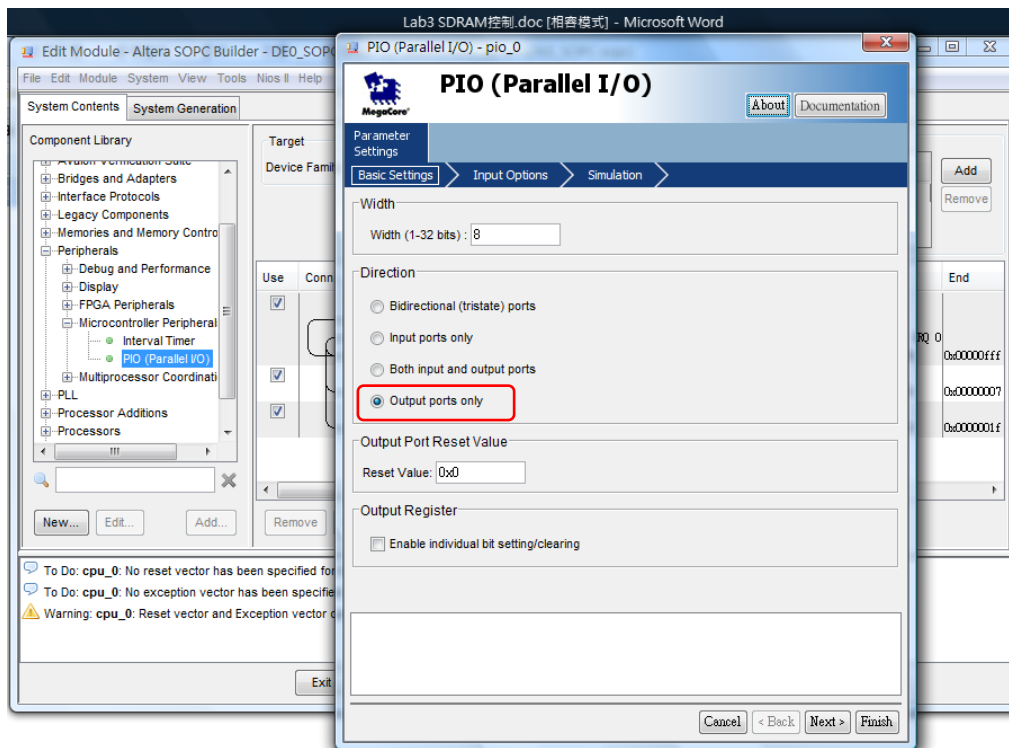 Lab3 SDRAM控制.doc [相容模式] - Microsoft Word
Edit Module - Altera SOPC Builder - DE0_SOP
File Edit Module System View Tools Nios II Help
System Contents System Generation
Component Library
Avalon Verification Suite
Bridges and Adapters
Interface Protocols
Legacy Components
Memories and Memory Contro
Peripherals
Debug and Performance
Display
FPGA Peripherals
Microcontroller Peripheral
Interval Timer
PIO (Parallel I/O)
Multiprocessor Coordinati
PLL
Processor Additions
Processors
New... Edit... Add...
Target
Device Famil
Use Conn
Remove
PIO (Parallel I/O) - pio_0
MegaCore®
PIO (Parallel I/O)
About Documentation
Parameter
Settings
Basic Settings Input Options Simulation
Width
Width (1-32 bits) : 8
Direction
Bidirectional (tristate) ports
Input ports only
Both input and output ports
Output ports only
Output Port Reset Value
Reset Value: 0x0
Output Register
Enable individual bit setting/clearing
Cancel < Back Next > Finish
Add
Remove
End
RQ 0
0x00000fff
0x00000007
0x0000001f
To Do: cpu_0: No reset vector has been specified for
To Do: cpu_0: No exception vector has been specifie
Warning: cpu_0: Reset vector and Exception vector c
Exit